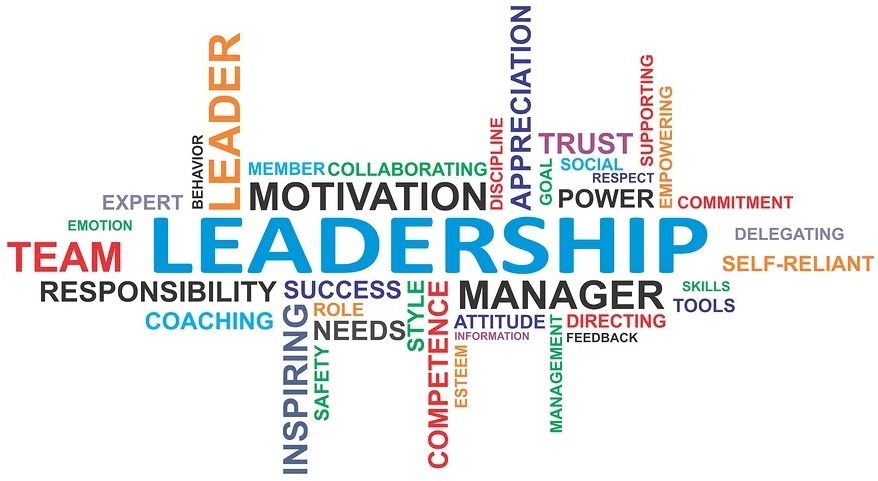 LEADER
BEHAVIOR
APPRECIATION
DISCIPLINE
SUPPORTING
EMPOWERING
TRUST
GOAL
SOCIAL
RESPECT
MEMBER
COLLABORATING
MOTIVATION
POWER
EXPERT
COMMITMENT
EMOTION
LEADERSHIP
DELEGATING
TEAM
SELF-RELIANT
RESPONSIBILITY
SUCCESS
STYLE
COMPETENCE
MANAGER
SKILLS
TOOLS
COACHING
INSPIRING
ROLE
NEEDS
SAFETY
ATTITUDE
INFORMATION
ESTEEM
MANAGEMENT
DIRECTING
FEEDBACK